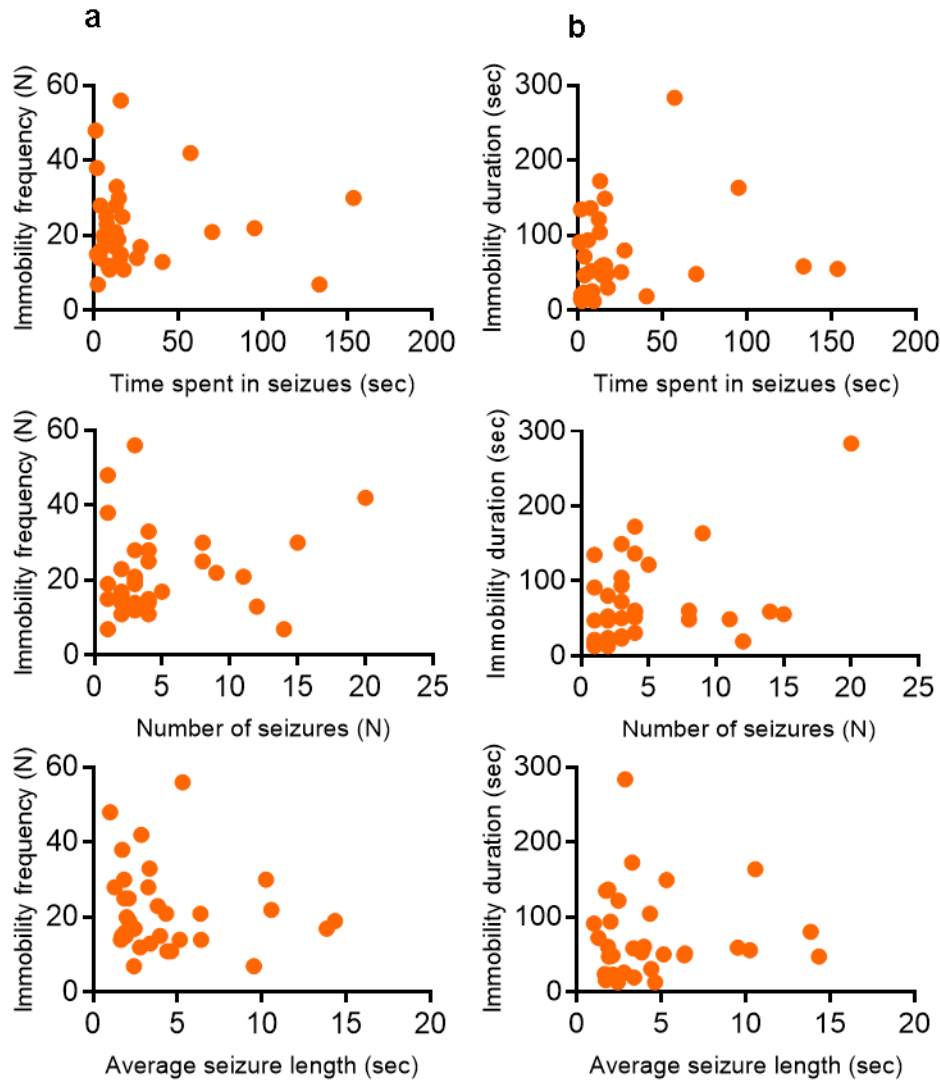 a
b
Immobility frequency (N)
60
40
20
0
0 50 100 150 200
Time spent in seizues (sec)
Immobility duration (sec)
300
200
100
0
0 50 100 150 200
Time spent in seizues (sec)
Immobility frequency (N)
60
40
20
0
0 5 10 15 20 25
Number of seizures (N)
Immobility duration (sec)
300
200
100
0
0 5 10 15 20 25
Number of seizures (N)
Immobility frequency (N)
60
40
20
0
0 5 10 15 20
Average seizure length (sec)
Immobility duration (sec)
300
200
100
0
0 5 10 15 20
Average seizure length (sec)